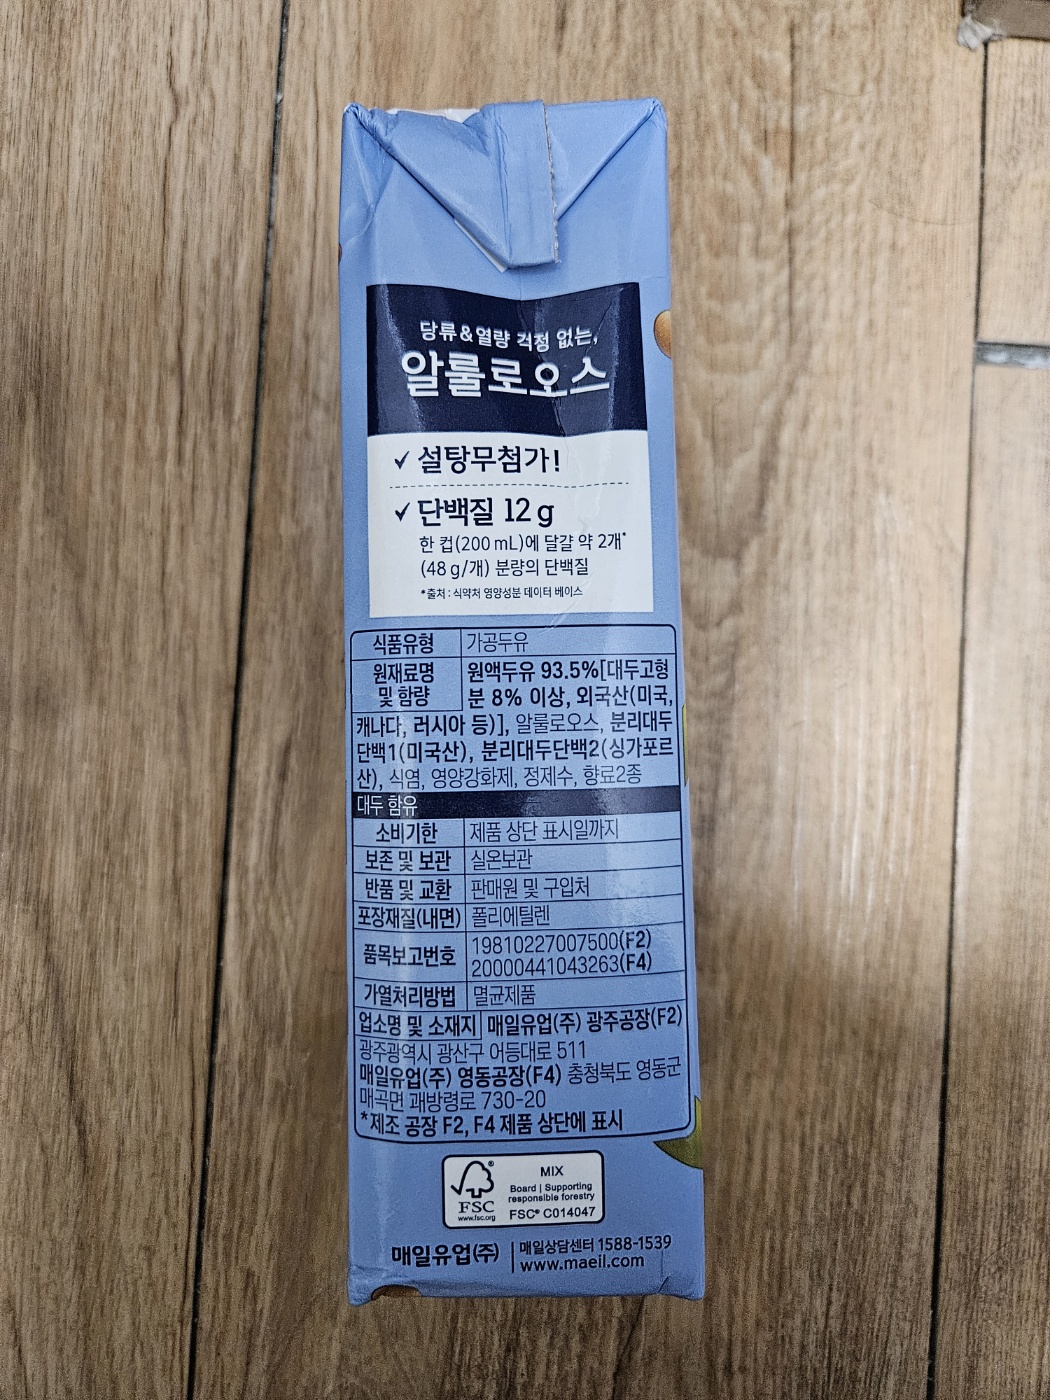 당류&열량 걱정 없는,
알룰로오스
✓ 설탕무첨가!
✓ 단백질 12 g
한 컵(200 mL)에 달걀 약 2개*
(48 g/개) 분량의 단백질
*출처 : 식약처 영양성분 데이터 베이스
식품유형 가공두유
원재료명 원액두유 93.5%[대두고형
및 함량 분 8% 이상, 외국산(미국,
캐나다, 러시아 등)], 알룰로오스, 분리대두
단백1(미국산), 분리대두단백2(싱가포르
산), 식염, 영양강화제, 정제수, 향료2종
대두 함유
소비기한 제품 상단 표시일까지
보존 및 보관 실온보관
반품 및 교환 판매원 및 구입처
포장재질(내면) 폴리에틸렌
품목보고번호 19810227007500(F2)
20000441043263(F4)
가열처리방법 멸균제품
업소명 및 소재지 매일유업(주) 광주공장(F2)
광주광역시 광산구 어등대로 511
매일유업(주) 영동공장(F4) 충청북도 영동군
매곡면 괘방령로 730-20
*제조 공장 F2, F4 제품 상단에 표시
FSC
www.fsc.org
MIX
Board | Supporting
responsible forestry
FSC® C014047
매일유업(주)
매일상담센터 1588-1539
www.maeil.com